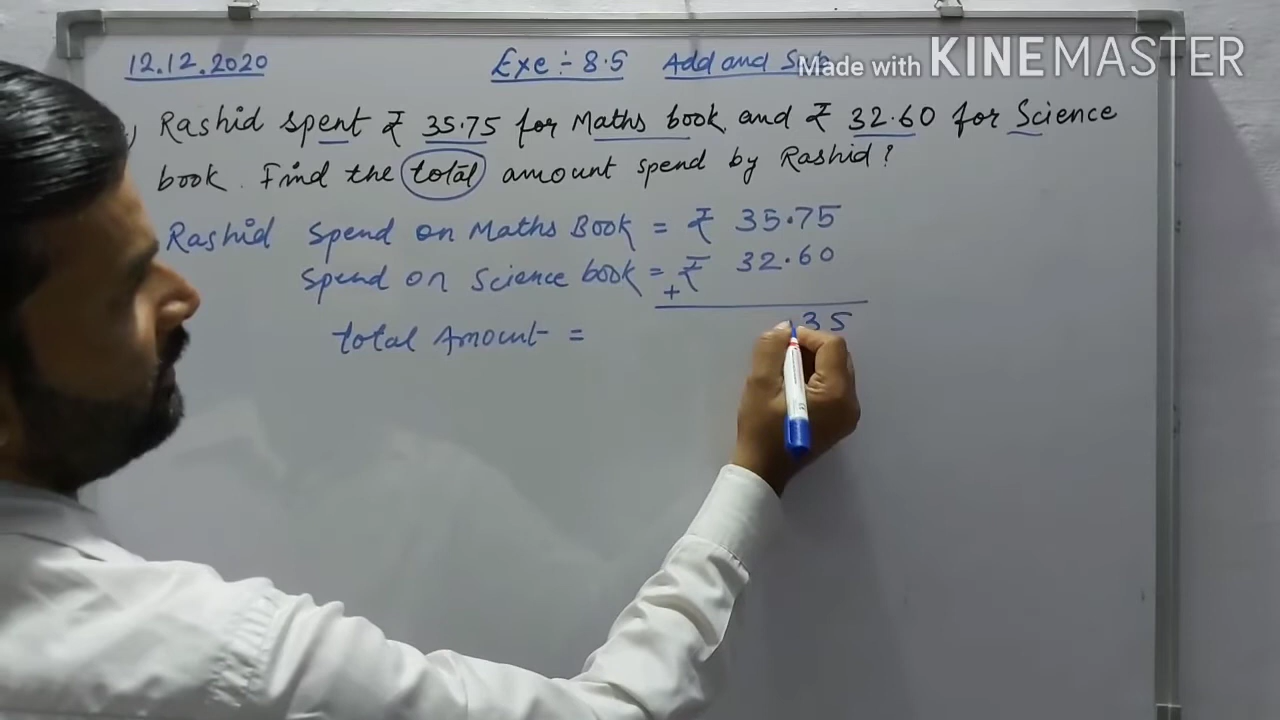 12.12.2020 Exe ÷ 8.5 Add and Sub
Made with KINEMASTER
) Rashid spent ₹ 35.75 for Maths book and ₹ 32.60 for Science
book. Find the total amount spend by Rashid?
Rashid Spend on Maths Book = ₹ 35.75
Spend on Science book = ₹ 32.60
+
total Amount = 35